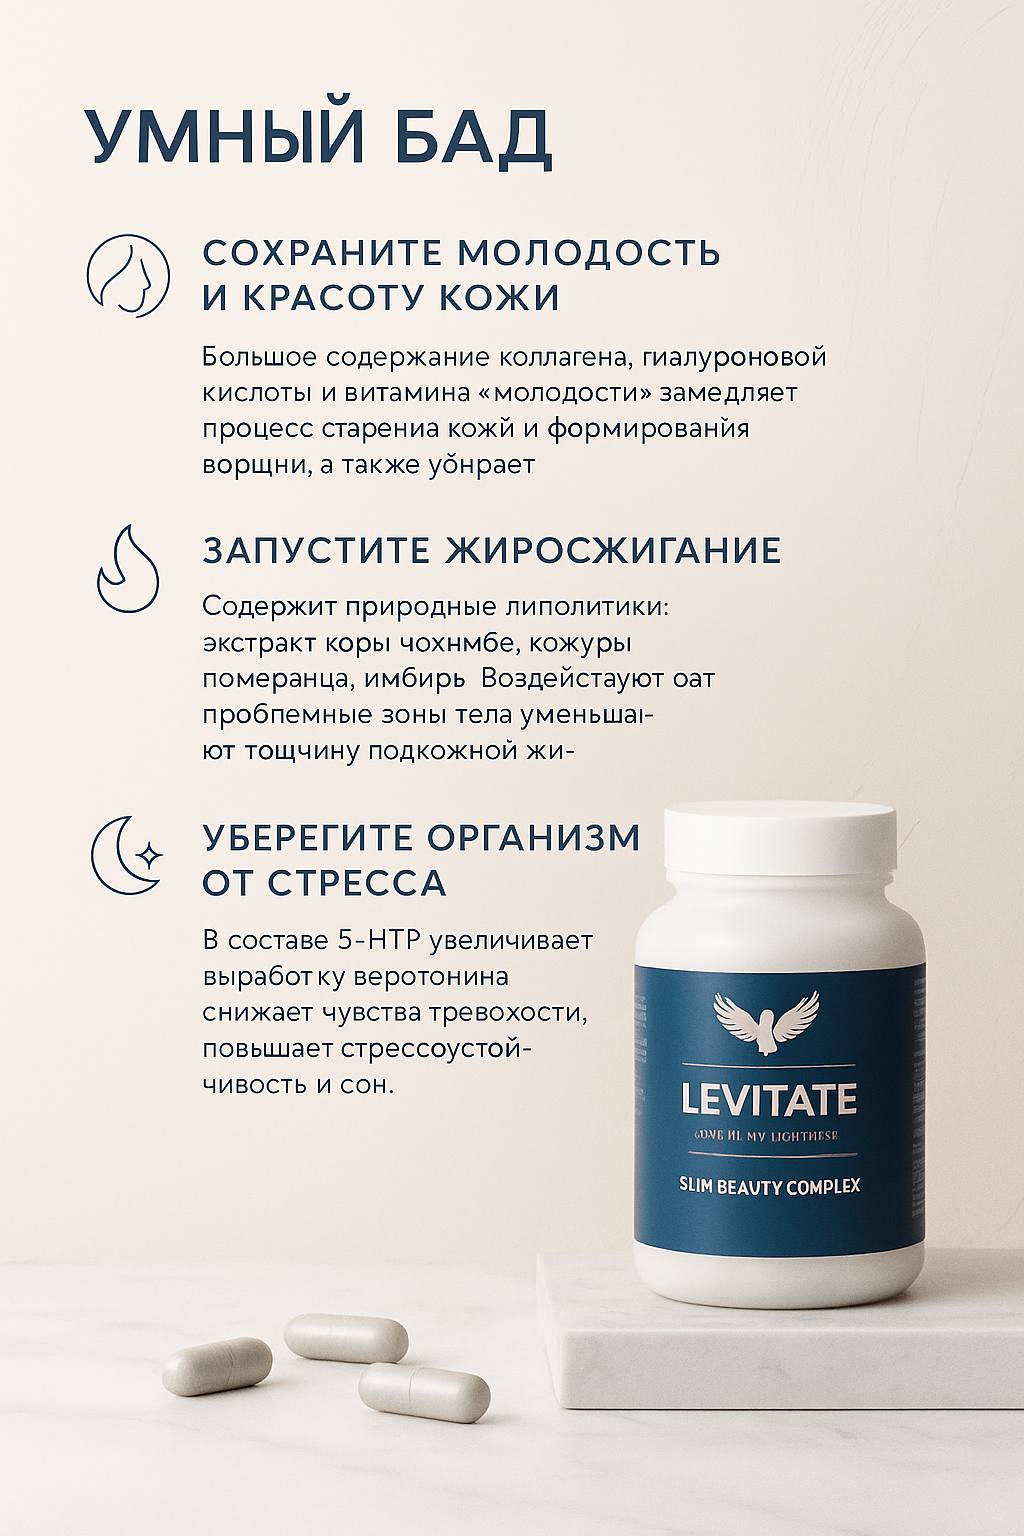 УМНЫЙ БАД
СОХРАНИТЕ МОЛОДОСТЬ
И КРАСОТУ КОЖИ
Большое содержание коллагена, гиалуроновой
кислоты и витамина «молодости» замедляет
процесс старениа кожй и формированйя
ворщни, а также убнрает
ЗАПУСТИТЕ ЖИРОСЖИГАНИЕ
Содержит природные липолитики:
экстракт коры чохнмбе, кожуры
померанца, имбирь Воздейстауют оат
пробпемные зоны тела уменьшаı-
ют тощчину подкожной жи-
УБЕРЕГИТЕ ОРГАНИЗМ
ОТ СТРЕССА
В составе 5-HTP увеличивает
выработку веротонина
снижает чувства тревохости,
повышает стрессоустой-
чивость и сон.
LEVITATE
MY
SLIM BEAUTY COMPLEX